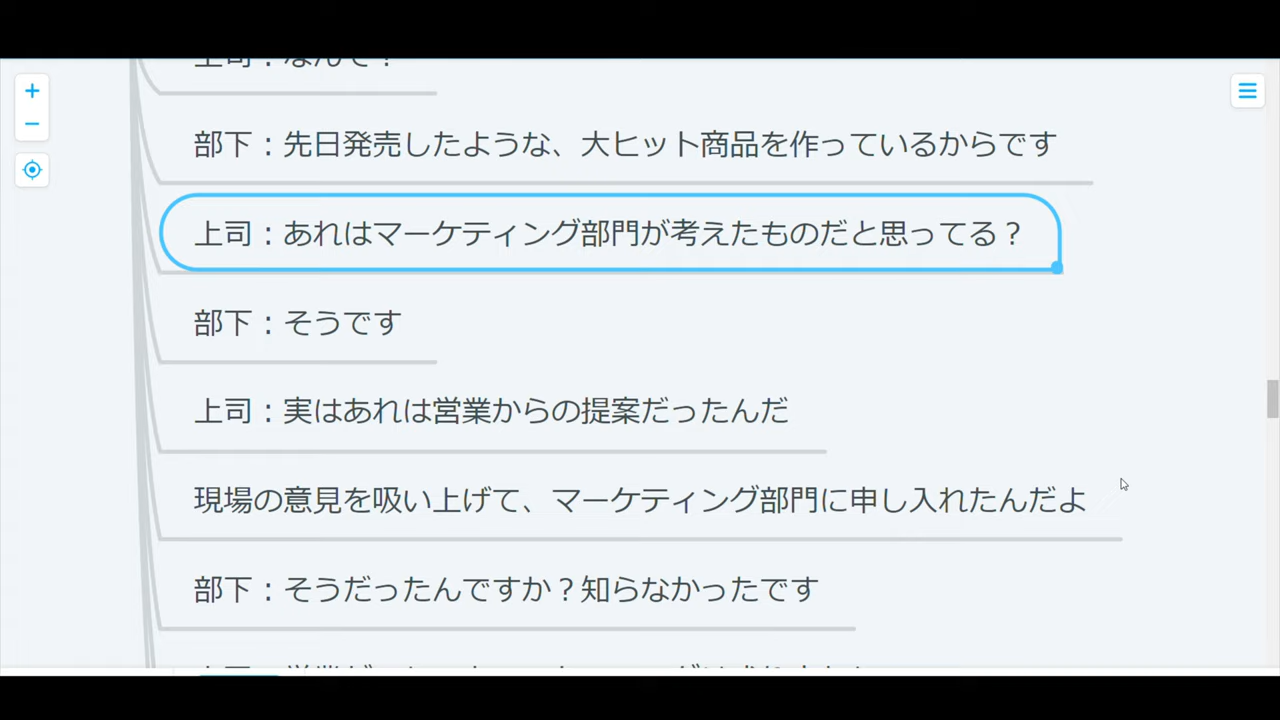 上司：なんで？
部下：先日発売したような、大ヒット商品を作っているからです
上司：あれはマーケティング部門が考えたものだと思ってる？
部下：そうです
上司：実はあれは営業からの提案だったんだ
現場の意見を吸い上げて、マーケティング部門に申し入れたんだよ
部下：そうだったんですか？知らなかったです